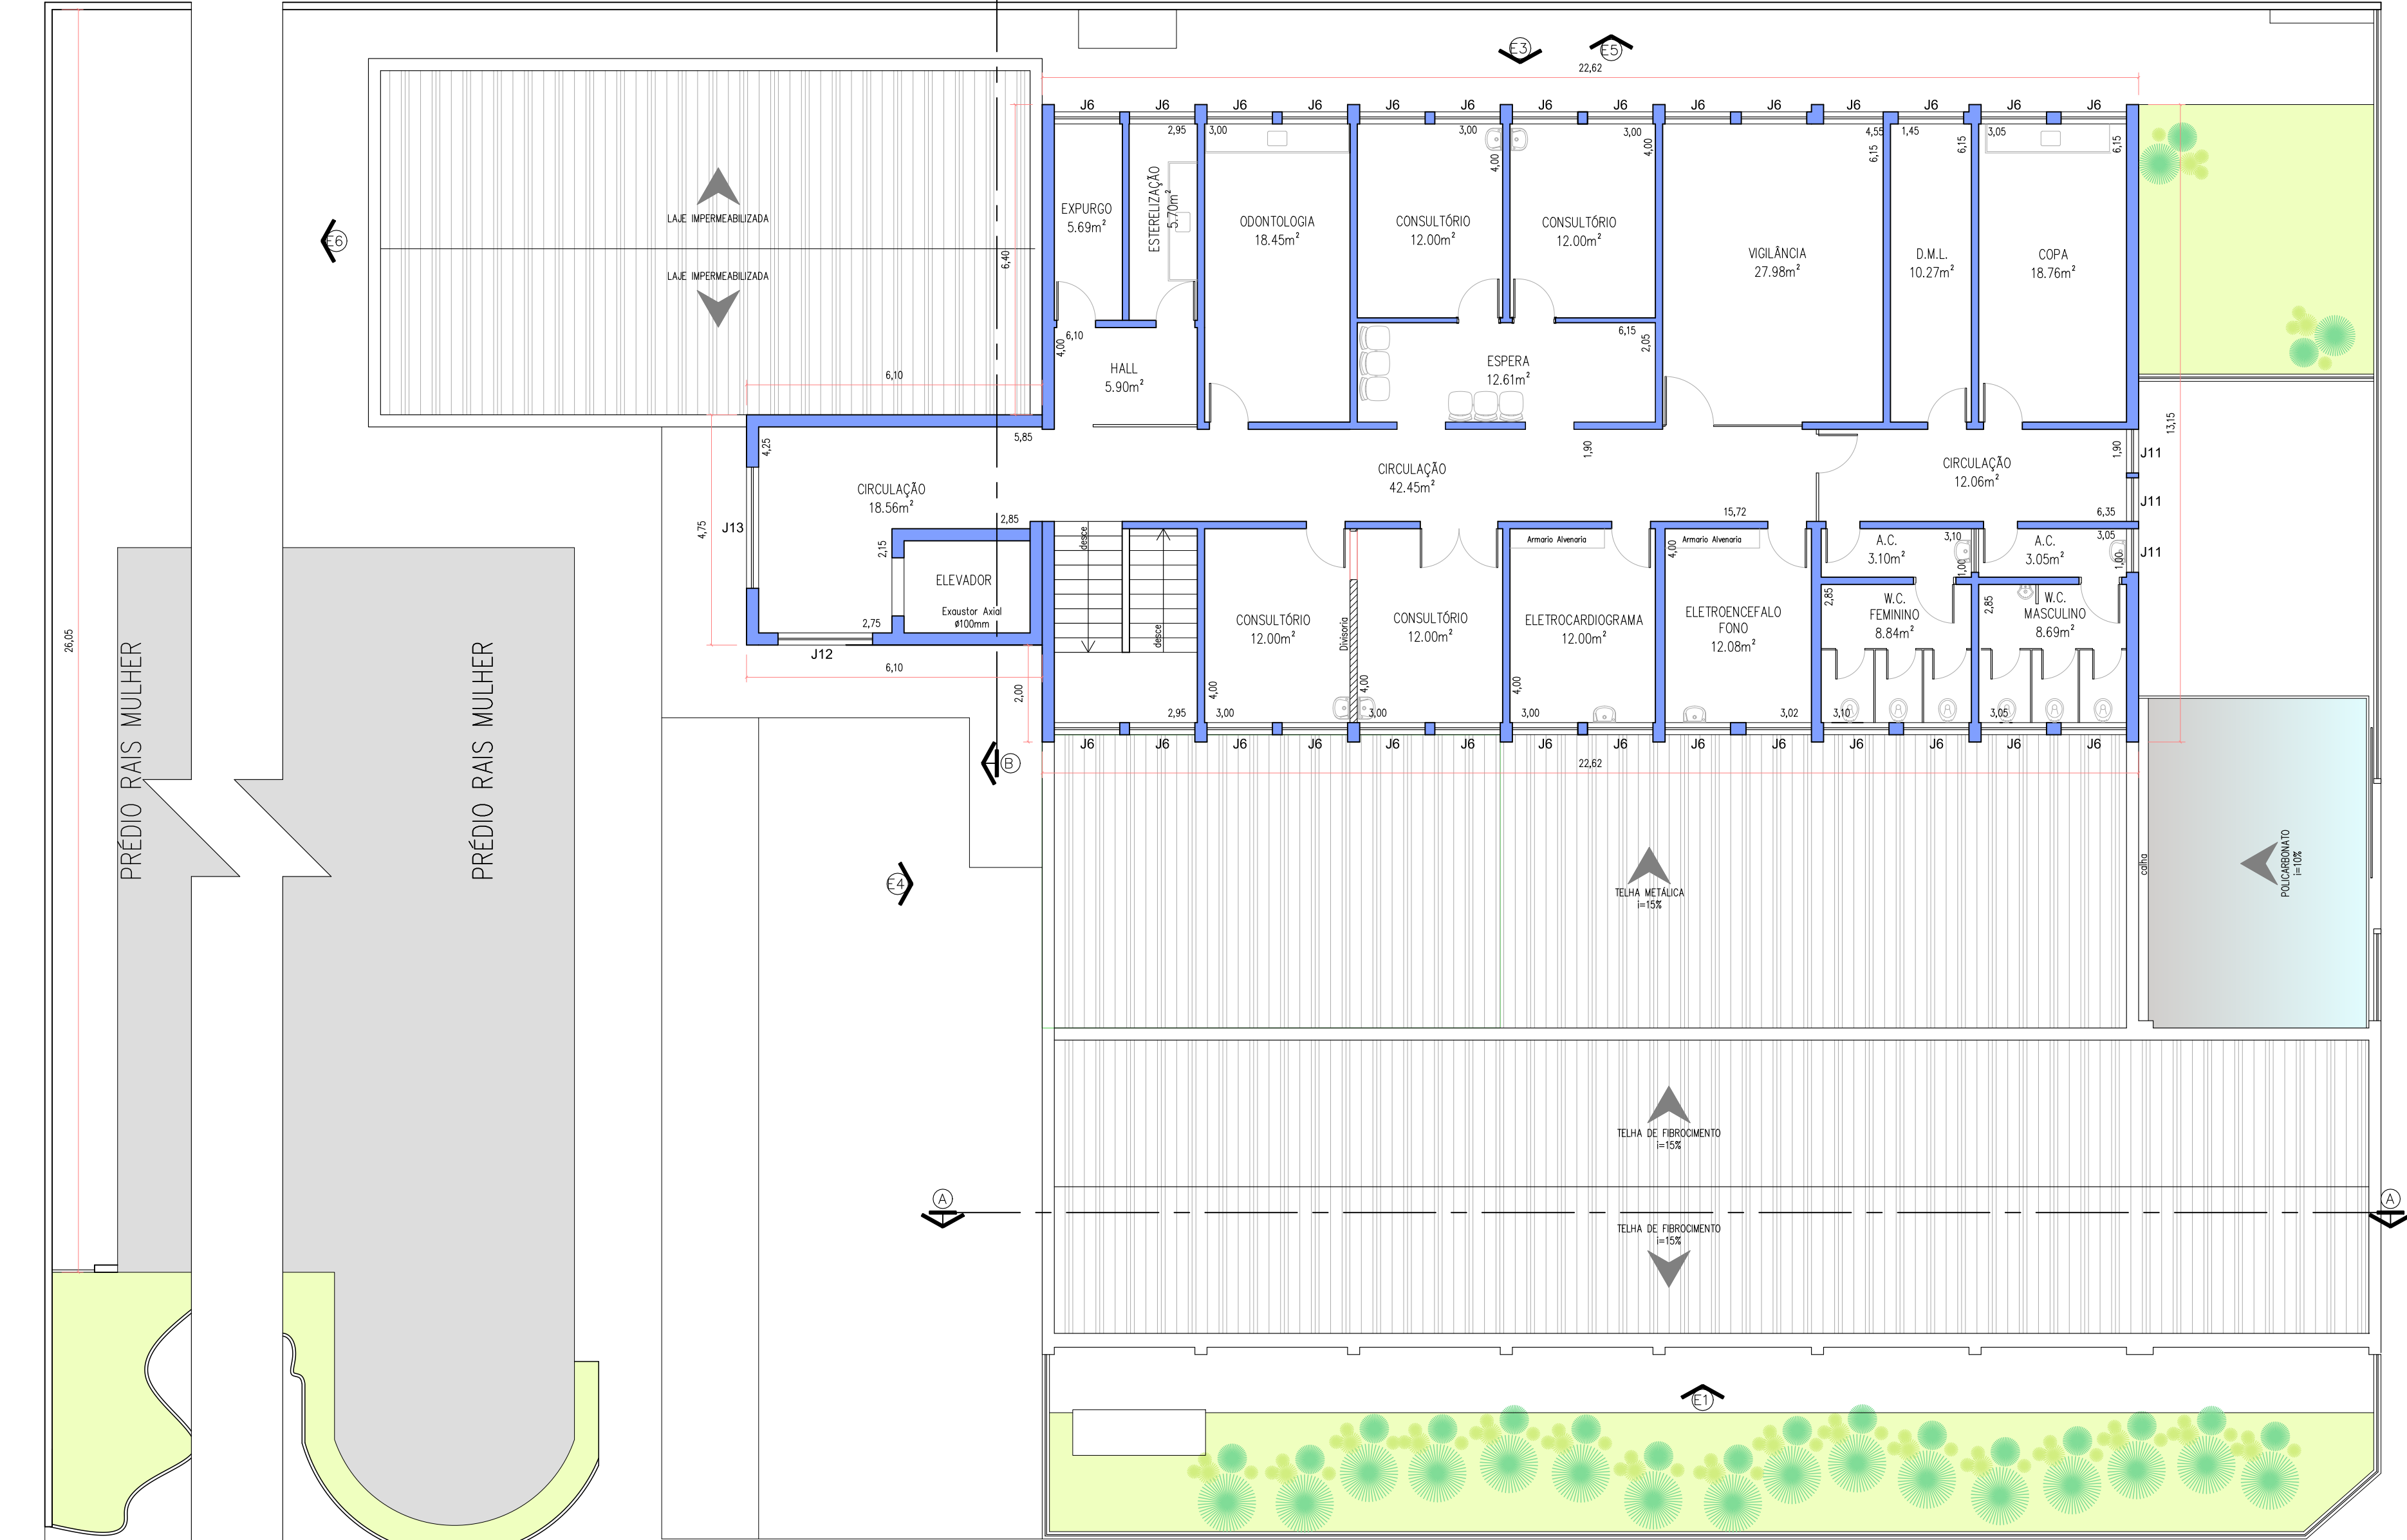 E3
E5
22,62
J6 J6 J6 J6 J6 J6 J6 J6 J6 J6 J6 J6 J6 J6
2,95 3,00 3,00 3,00 4,55 1,45 3,05
4,00 4,00 6,15 6,15 6,15
EXPURGO
5.69m²
ESTERELIZAÇÃO
5.70m²
ODONTOLOGIA
18.45m²
CONSULTÓRIO
12.00m²
CONSULTÓRIO
12.00m²
VIGILÂNCIA
27.98m²
D.M.L.
10.27m²
COPA
18.76m²
LAJE IMPERMEABILIZADA
LAJE IMPERMEABILIZADA
E6
6,40
6,10
4,00
6,10
HALL
5.90m²
ESPERA
12.61m²
6,15
2,05
13,15
5,85
4,25
CIRCULAÇÃO
18.56m²
CIRCULAÇÃO
42.45m²
1,90
CIRCULAÇÃO
12.06m²
1,90
J11
J11
J11
J13
4,75
2,85
2,15
15,72
6,35
ELEVADOR
Exaustor Axial
ø100mm
2,75
J12
6,10
2,00
desce
desce
2,95
CONSULTÓRIO
12.00m²
4,00
3,00
Divisoria
CONSULTÓRIO
12.00m²
4,00
3,00
Armario Alvenaria
ELETROCARDIOGRAMA
12.00m²
4,00
3,00
Armario Alvenaria
4,00
ELETROENCEFALO
FONO
12.08m²
3,02
A.C.
3.10m²
3,10
1,00
A.C.
3.05m²
3,05
1,00
2,85
W.C.
FEMININO
8.84m²
3,10
2,85
W.C.
MASCULINO
8.69m²
3,05
J6 J6 J6 J6 J6 J6 J6 J6 J6 J6 J6 J6 J6 J6
22,62
B
E4
26,05
PRÉDIO RAIS MULHER
PRÉDIO RAIS MULHER
TELHA METÁLICA
i=15%
calha
POLICARBONATO
i=10%
TELHA DE FIBROCIMENTO
i=15%
A
A
TELHA DE FIBROCIMENTO
i=15%
E1